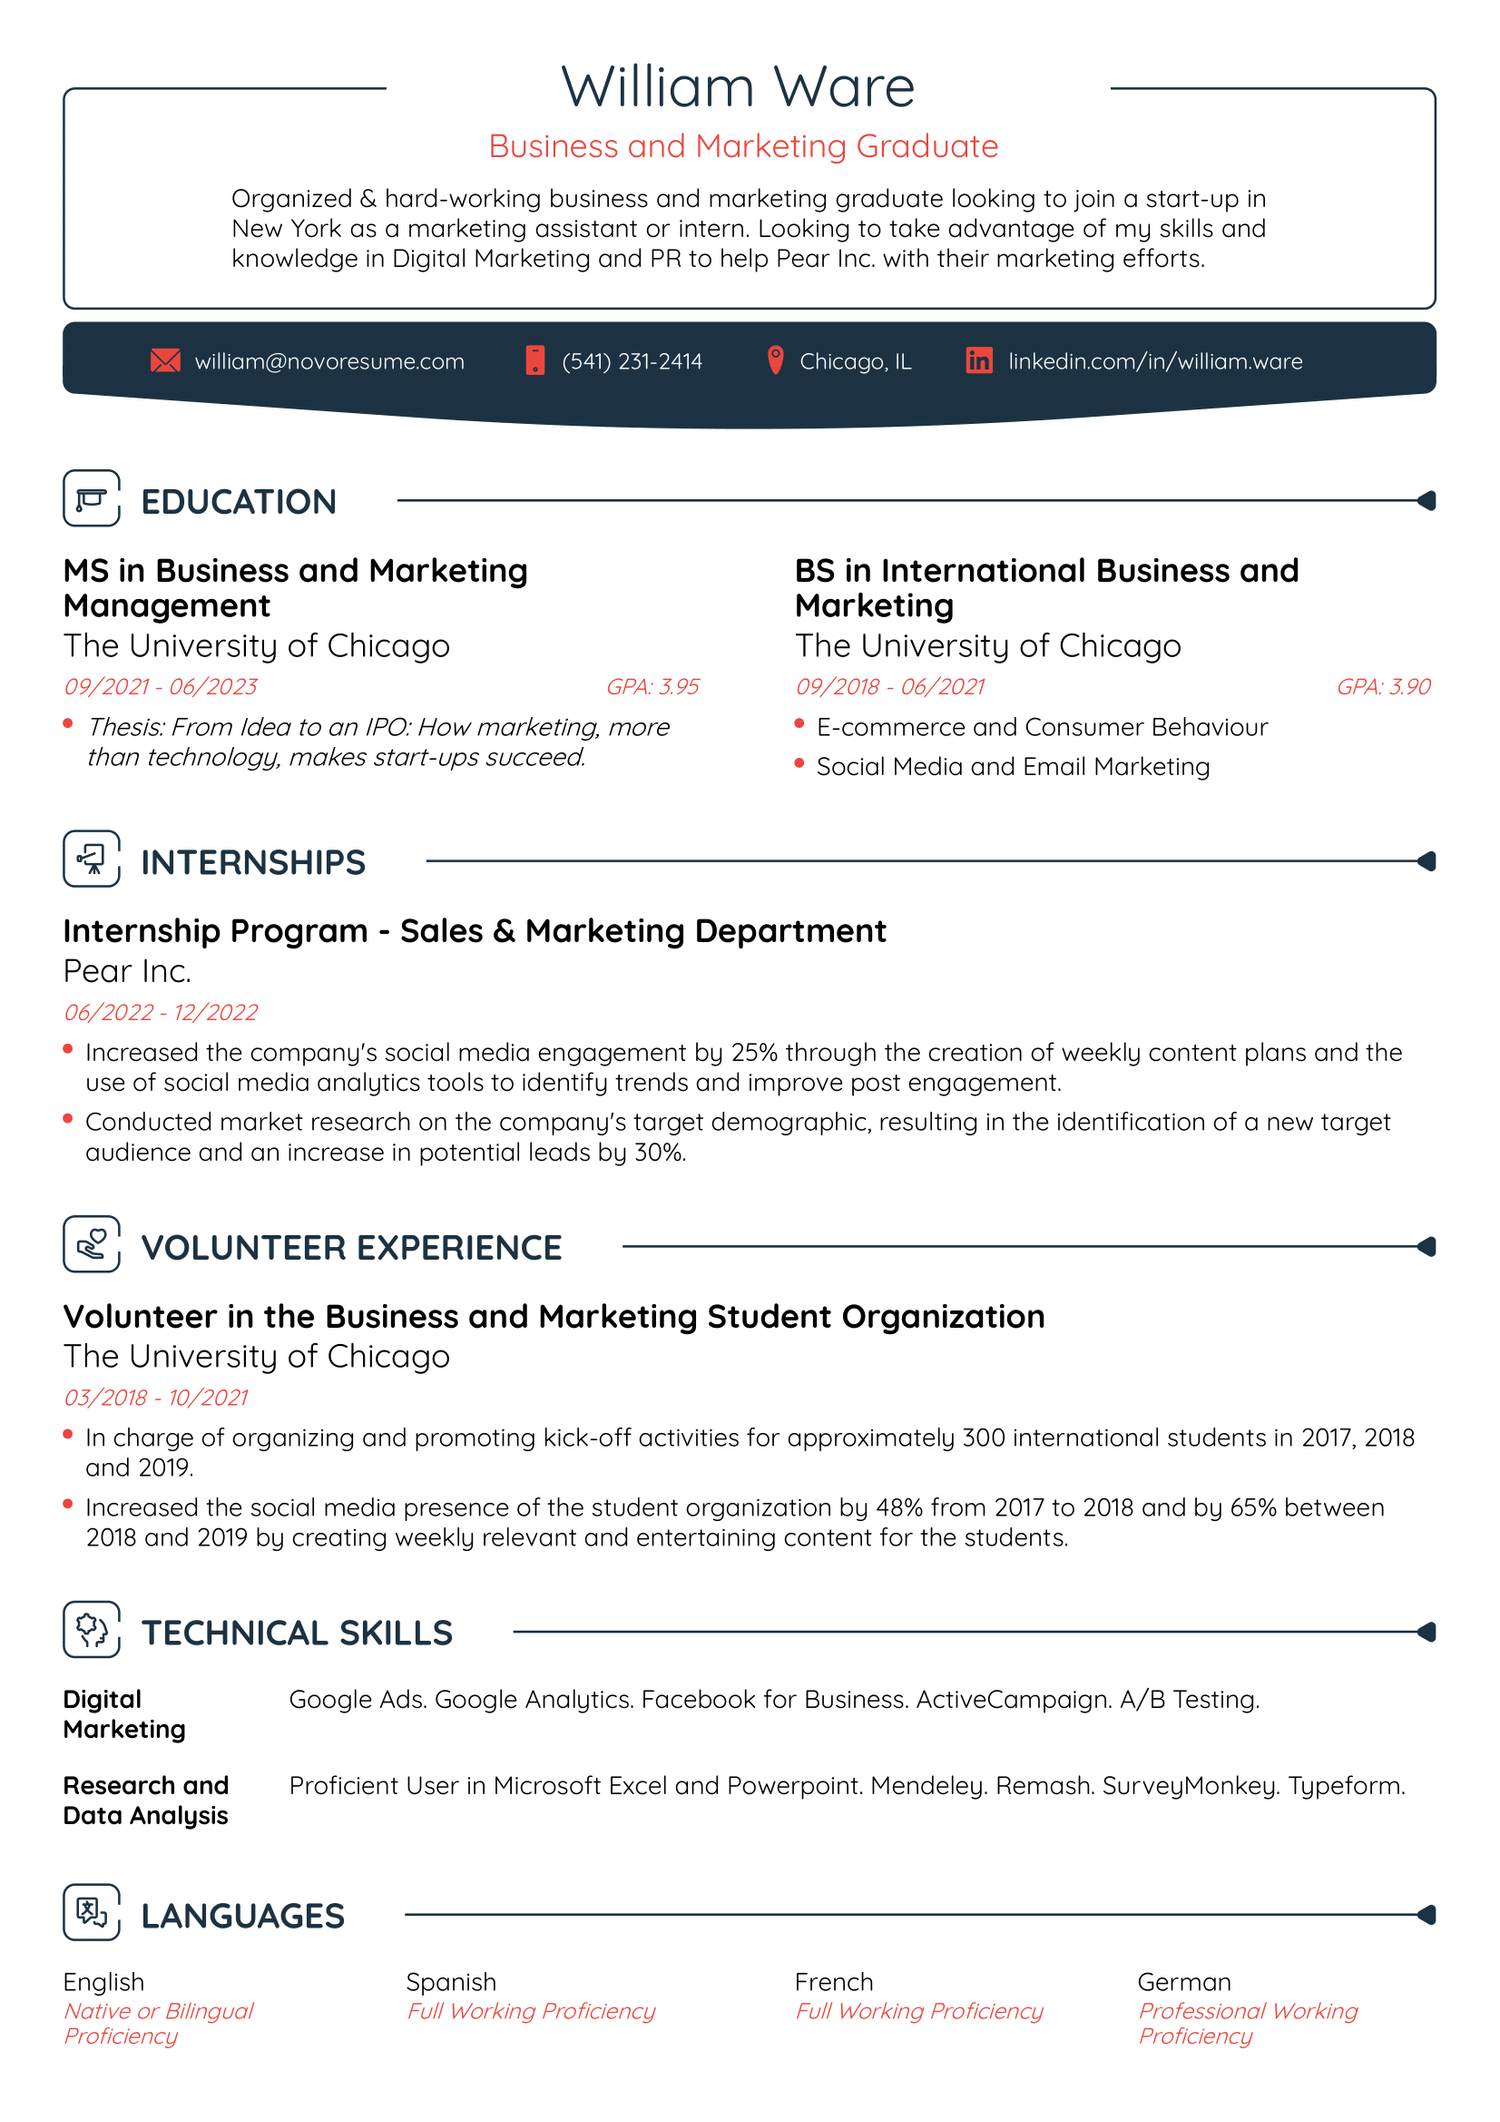 William Ware
Business and Marketing Graduate
Organized & hard-working business and marketing graduate looking to join a start-up in
New York as a marketing assistant or intern. Looking to take advantage of my skills and
knowledge in Digital Marketing and PR to help Pear Inc. with their marketing efforts.
william@novoresume.com
(541) 231-2414
Chicago, IL
linkedin.com/in/william.ware
EDUCATION
MS in Business and Marketing
Management
The University of Chicago
09/2021 - 06/2023
GPA: 3.95
Thesis: From Idea to an IPO: How marketing, more
than technology, makes start-ups succeed.
BS in International Business and
Marketing
The University of Chicago
09/2018 - 06/2021
GPA: 3.90
E-commerce and Consumer Behaviour
Social Media and Email Marketing
INTERNSHIPS
Internship Program - Sales & Marketing Department
Pear Inc.
06/2022 - 12/2022
Increased the company's social media engagement by 25% through the creation of weekly content plans and the
use of social media analytics tools to identify trends and improve post engagement.
Conducted market research on the company's target demographic, resulting in the identification of a new target
audience and an increase in potential leads by 30%.
VOLUNTEER EXPERIENCE
Volunteer in the Business and Marketing Student Organization
The University of Chicago
03/2018 - 10/2021
In charge of organizing and promoting kick-off activities for approximately 300 international students in 2017, 2018
and 2019.
Increased the social media presence of the student organization by 48% from 2017 to 2018 and by 65% between
2018 and 2019 by creating weekly relevant and entertaining content for the students.
TECHNICAL SKILLS
Digital
Marketing
Google Ads. Google Analytics. Facebook for Business. ActiveCampaign. A/B Testing.
Research and
Data Analysis
Proficient User in Microsoft Excel and Powerpoint. Mendeley. Remash. SurveyMonkey. Typeform.
LANGUAGES
English
Native or Bilingual
Proficiency
Spanish
Full Working Proficiency
French
Full Working Proficiency
German
Professional Working
Proficiency